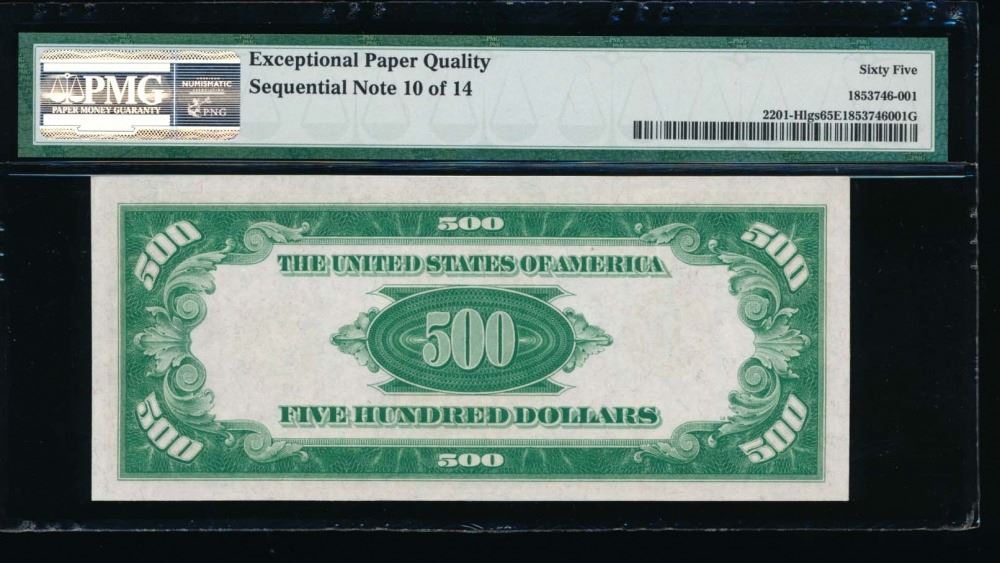 PMG
PAPER MONEY GUARANTY
NUMISMATIC
PNG
Exceptional Paper Quality
Sequential Note 10 of 14
Sixty Five
1853746-001
2201-Hlgs65E1853746001G
500
500
500
THE UNITED STATES OF AMERICA
500
FIVE HUNDRED DOLLARS
500
500
500